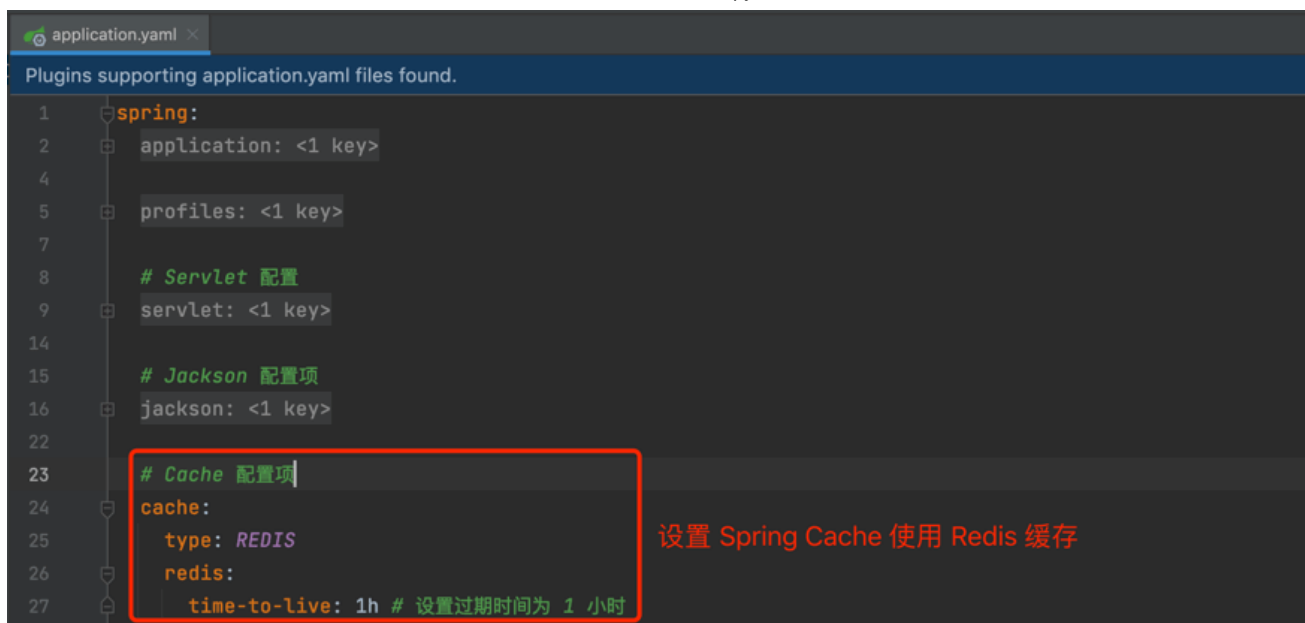 application.yaml
Plugins supporting application.yaml files found.
1 spring:
2 application: <1 key>
4
5 profiles: <1 key>
7
8 # Servlet 配置
9 servlet: <1 key>
14
15 # Jackson 配置项
16 jackson: <1 key>
22
23 # Cache 配置项
24 cache:
25 type: REDIS
设置 Spring Cache 使用 Redis 缓存
26 redis:
27 time-to-live: 1h # 设置过期时间为 1 小时